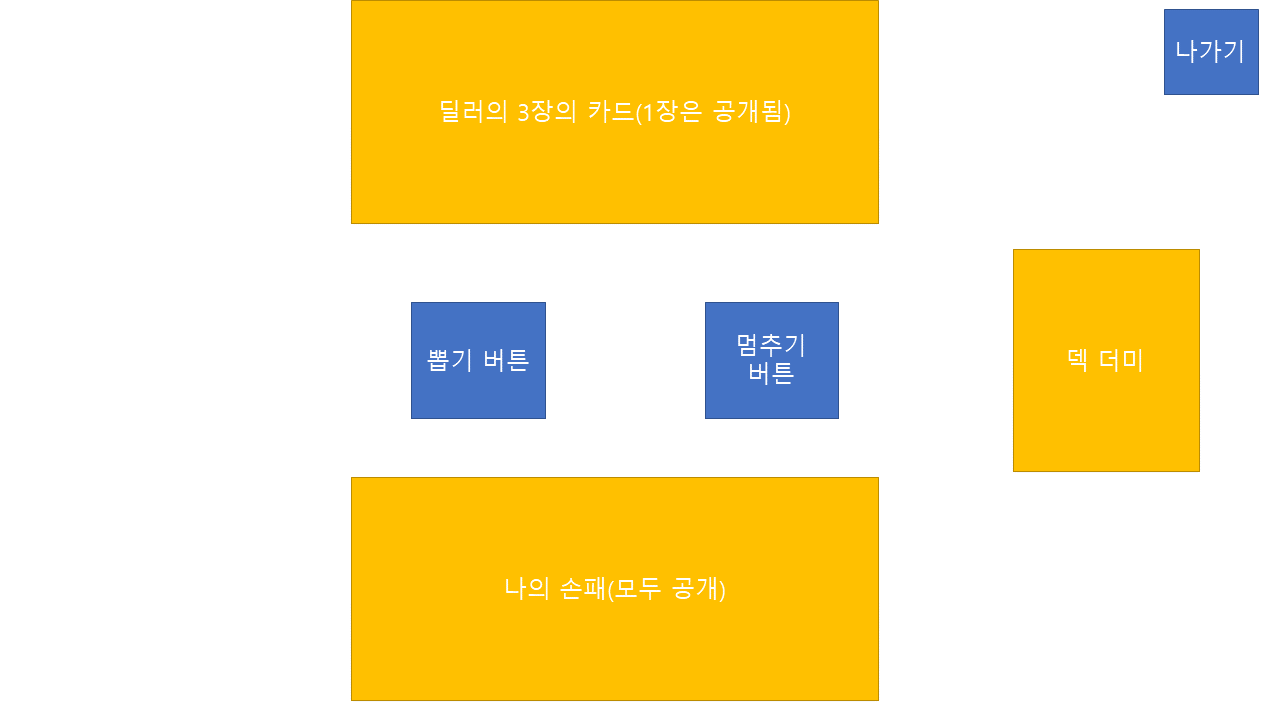 딜러의 3장의 카드(1장은 공개됨)
나가기
뽑기 버튼
멈추기
버튼
덱 더미
나의 손패(모두 공개)